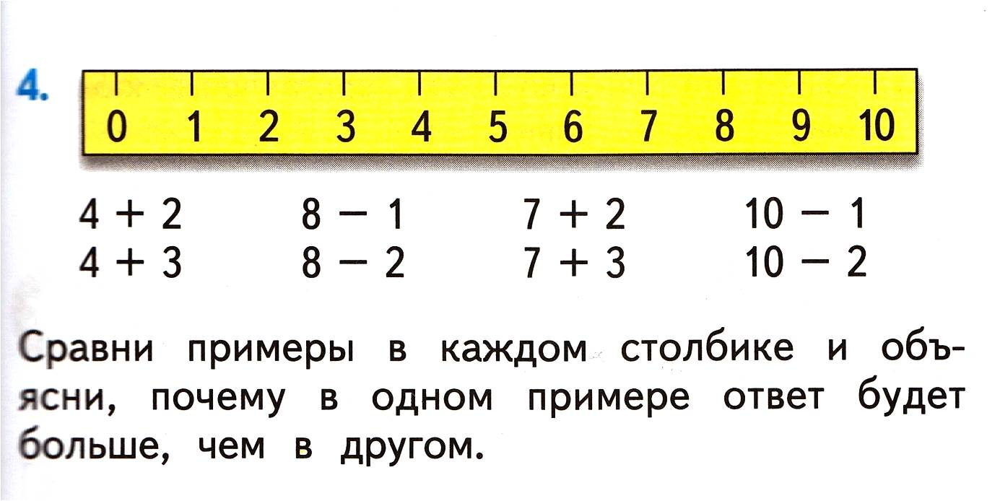 4.
0 1 2 3 4 5 6 7 8 9 10
4 + 2 8 − 1 7 + 2 10 − 1
4 + 3 8 − 2 7 + 3 10 − 2
Сравни примеры в каждом столбике и объ-
ясни, почему в одном примере ответ будет
больше, чем в другом.